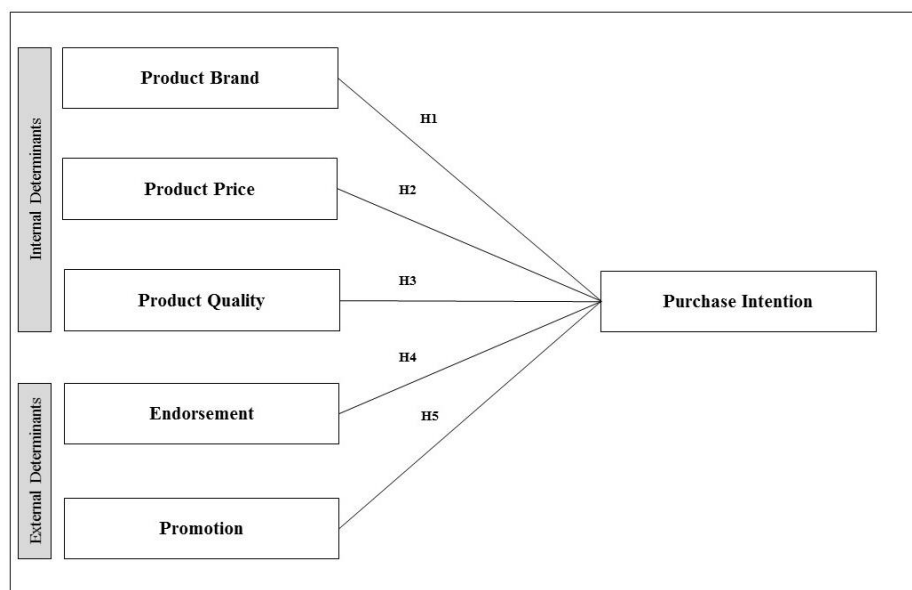 Internal Determinants
Product Brand
H1
Product Price
H2
Product Quality
H3
Purchase Intention
External Determinants
Endorsement
H4
Promotion
H5